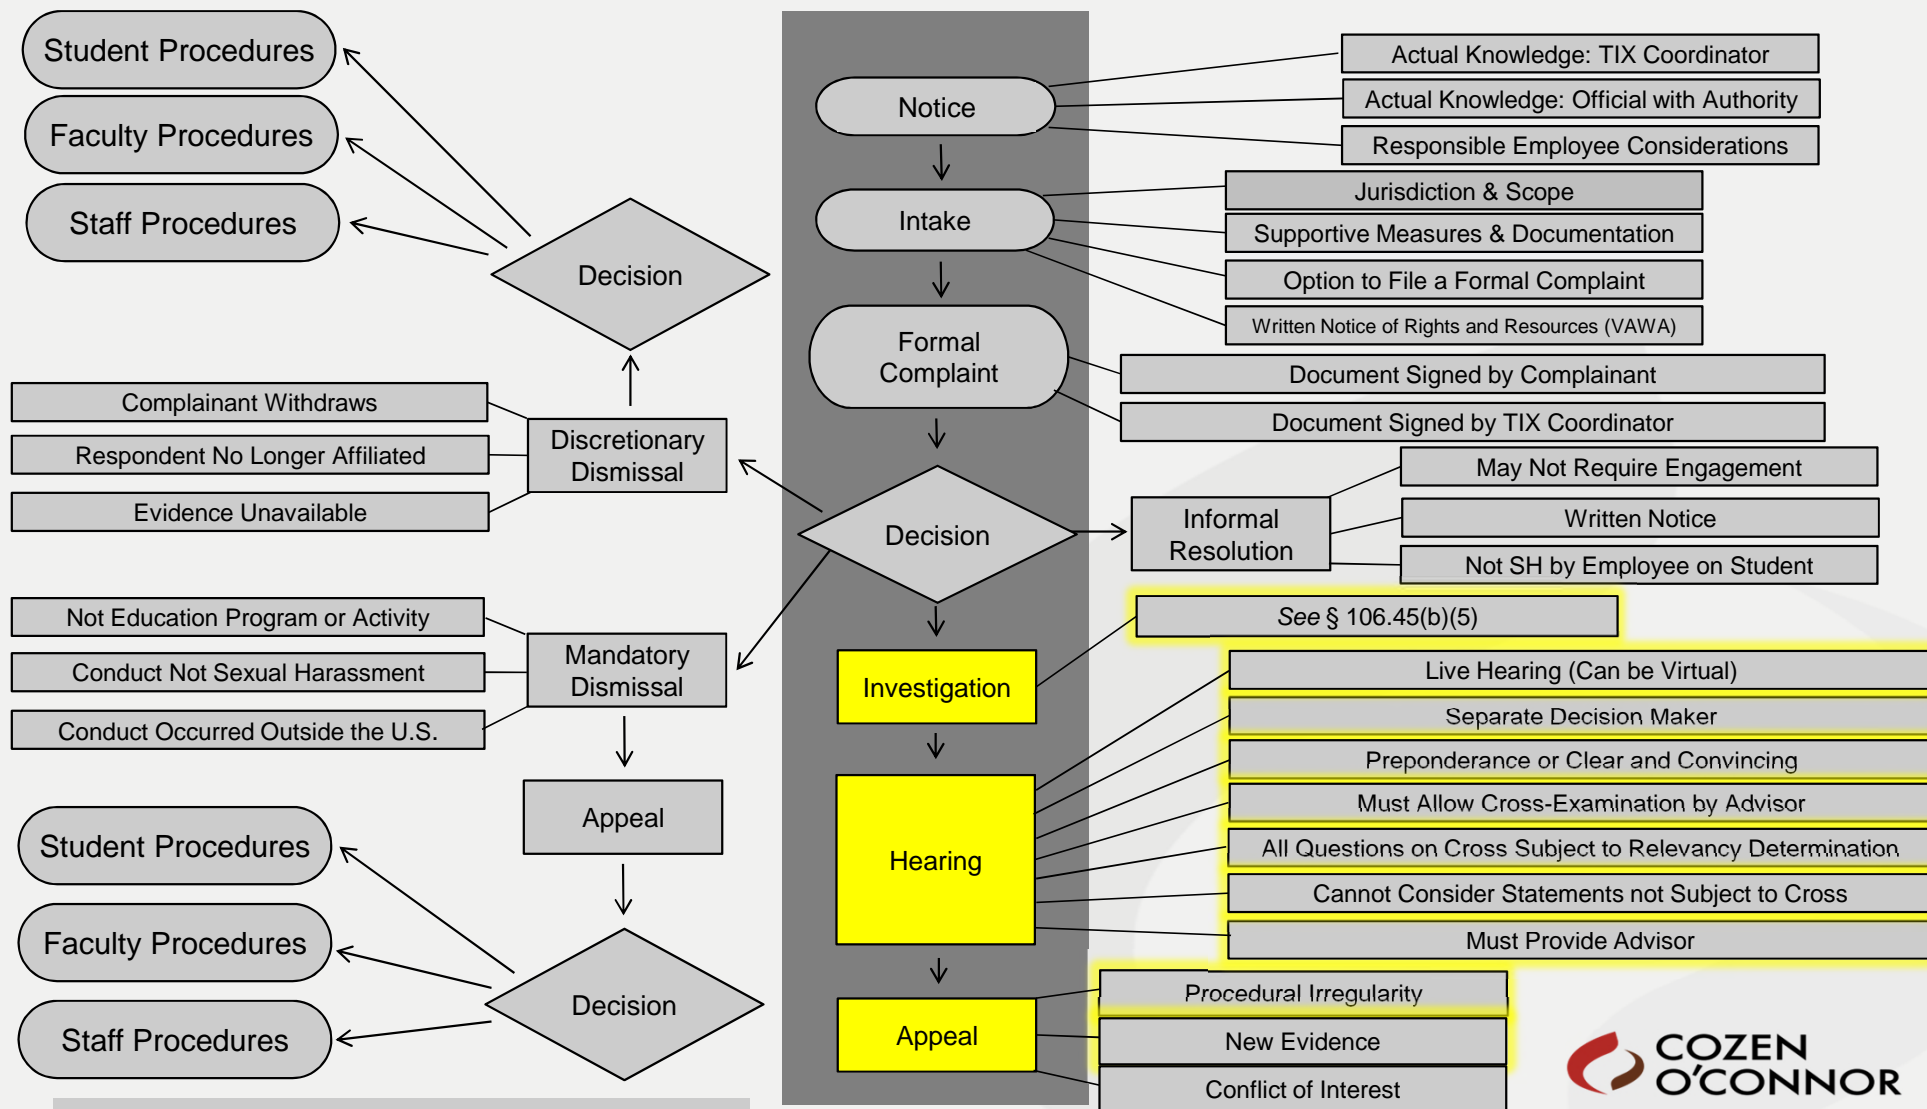 Student Procedures
Faculty Procedures
Staff Procedures
Decision
Complainant Withdraws
Respondent No Longer Affiliated
Evidence Unavailable
Discretionary
Dismissal
Not Education Program or Activity
Conduct Not Sexual Harassment
Conduct Occurred Outside the U.S.
Mandatory
Dismissal
Appeal
Student Procedures
Faculty Procedures
Staff Procedures
Decision
Notice
Actual Knowledge: TIX Coordinator
Actual Knowledge: Official with Authority
Responsible Employee Considerations
Intake
Jurisdiction & Scope
Supportive Measures & Documentation
Option to File a Formal Complaint
Written Notice of Rights and Resources (VAWA)
Formal
Complaint
Document Signed by Complainant
Document Signed by TIX Coordinator
Decision
Informal
Resolution
May Not Require Engagement
Written Notice
Not SH by Employee on Student
Investigation
See § 106.45(b)(5)
Hearing
Live Hearing (Can be Virtual)
Separate Decision Maker
Preponderance or Clear and Convincing
Must Allow Cross-Examination by Advisor
All Questions on Cross Subject to Relevancy Determination
Cannot Consider Statements not Subject to Cross
Must Provide Advisor
Appeal
Procedural Irregularity
New Evidence
Conflict of Interest
COZEN
O'CONNOR